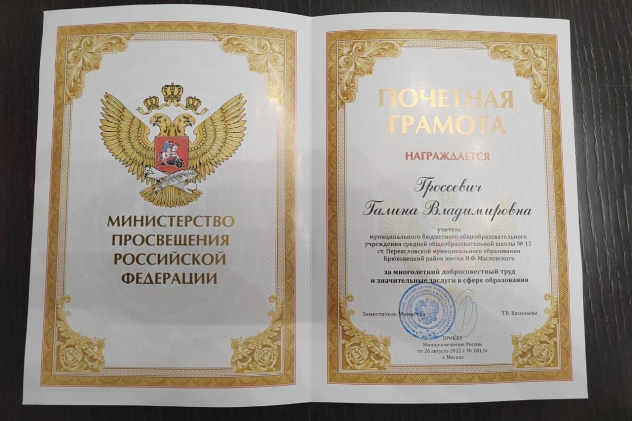 МИНИСТЕРСТВО
ПРОСВЕЩЕНИЯ
РОССИЙСКОЙ
ФЕДЕРАЦИИ
ПОЧЕТНАЯ
ГРАМОТА
НАГРАЖДАЕТСЯ
Гроссевич
Галина Владимировна
учитель
муниципального бюджетного общеобразовательного
учреждения средней общеобразовательной школы № 15
ст. Переясловской муниципального образования
Брюховецкий район имени И.Ф. Масловского
за многолетний добросовестный труд
и значительные заслуги в сфере образования
Заместитель Министра Т.В. Васильева
ПРИКАЗ
Минпросвещения России
от 26 августа №
г. Москва